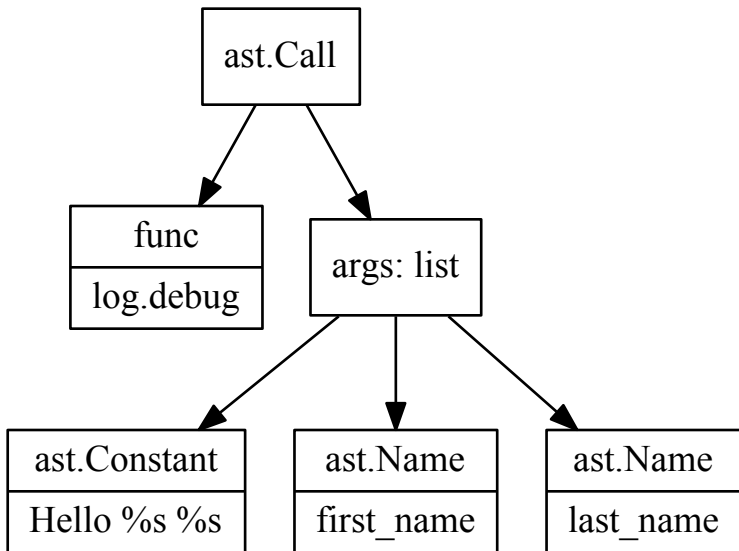 ast.Call
func
log.debug
args: list
ast.Constant
Hello %s %s
ast.Name
first_name
ast.Name
last_name